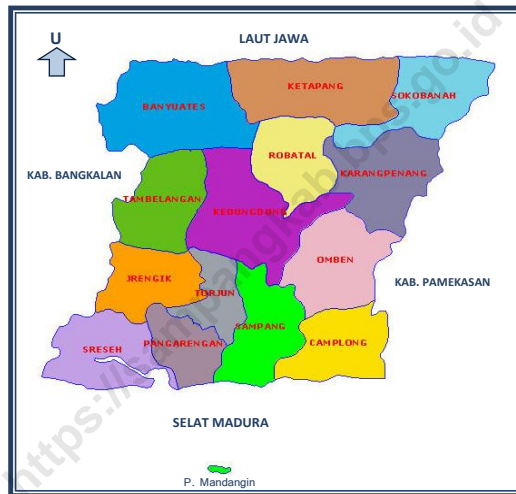 U
LAUT JAWA
KETAPANG
SOKOBANAH
BANYUATES
ROBATAL
KARANGPENANG
KAB. BANGKALAN
TAMBELANGAN
KEDUNGDUNG
OMBEN
KAB. PAMEKASAN
JRENGIK
TORJUN
SAMPANG
CAMPLONG
SRESEH
PANGARENGAN
SELAT MADURA
P. Mandangin
https://sampangkab.bps.go.id